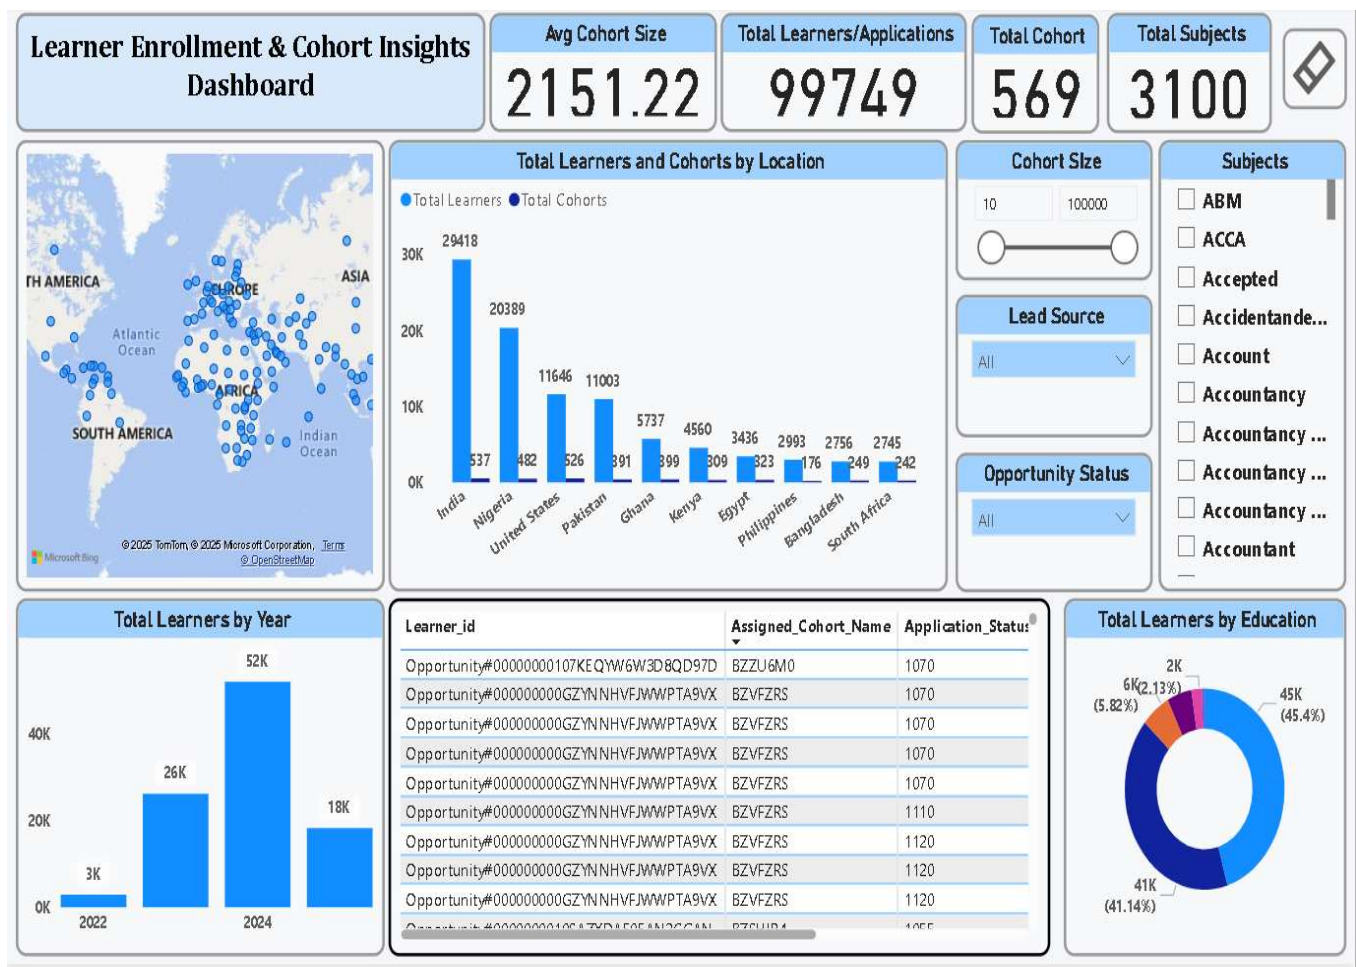 Learner Enrollment & Cohort Insights
Dashboard
Avg Cohort Size
2151.22
Total Learners/Applications
99749
Total Cohort
569
Total Subjects
3100
TH AMERICA
EUROPE
ASIA
Atlantic
Ocean
AFRICA
SOUTH AMERICA
Indian
Ocean
© 2025 TomTom, © 2025 Microsoft Corporation, Terms
Microsoft Bing
© OpenStreetMap
Total Learners and Cohorts by Location
Total Learners Total Cohorts
30K
20K
10K
0K
29418
20389
11646
11003
5737
4560
3436
2993
2756
2745
537
482
526
391
399
309
323
176
249
242
India
Nigeria
United States
Pakistan
Ghana
Kenya
Egypt
Philippines
Bangladesh
South Africa
Cohort SIze
10 100000
Lead Source
All
Opportunity Status
All
Subjects
ABM
ACCA
Accepted
Accidentande...
Account
Accountancy
Accountancy ...
Accountancy ...
Accountancy ...
Accountant
Total Learners by Year
40K
20K
0K
3K
26K
52K
18K
2022
2024
Learner_id Assigned_Cohort_Name Application_Status
Opportunity#00000000107KEQYW6W3D8QD97D BZZU6M0 1070
Opportunity#000000000GZYNNHVFJWWPTA9VX BZVFZRS 1070
Opportunity#000000000GZYNNHVFJWWPTA9VX BZVFZRS 1070
Opportunity#000000000GZYNNHVFJWWPTA9VX BZVFZRS 1070
Opportunity#000000000GZYNNHVFJWWPTA9VX BZVFZRS 1070
Opportunity#000000000GZYNNHVFJWWPTA9VX BZVFZRS 1110
Opportunity#000000000GZYNNHVFJWWPTA9VX BZVFZRS 1120
Opportunity#000000000GZYNNHVFJWWPTA9VX BZVFZRS 1120
Opportunity#000000000GZYNNHVFJWWPTA9VX BZVFZRS 1120
Total Learners by Education
2K
(2.13%)
6K
(5.82%)
45K
(45.4%)
41K
(41.14%)